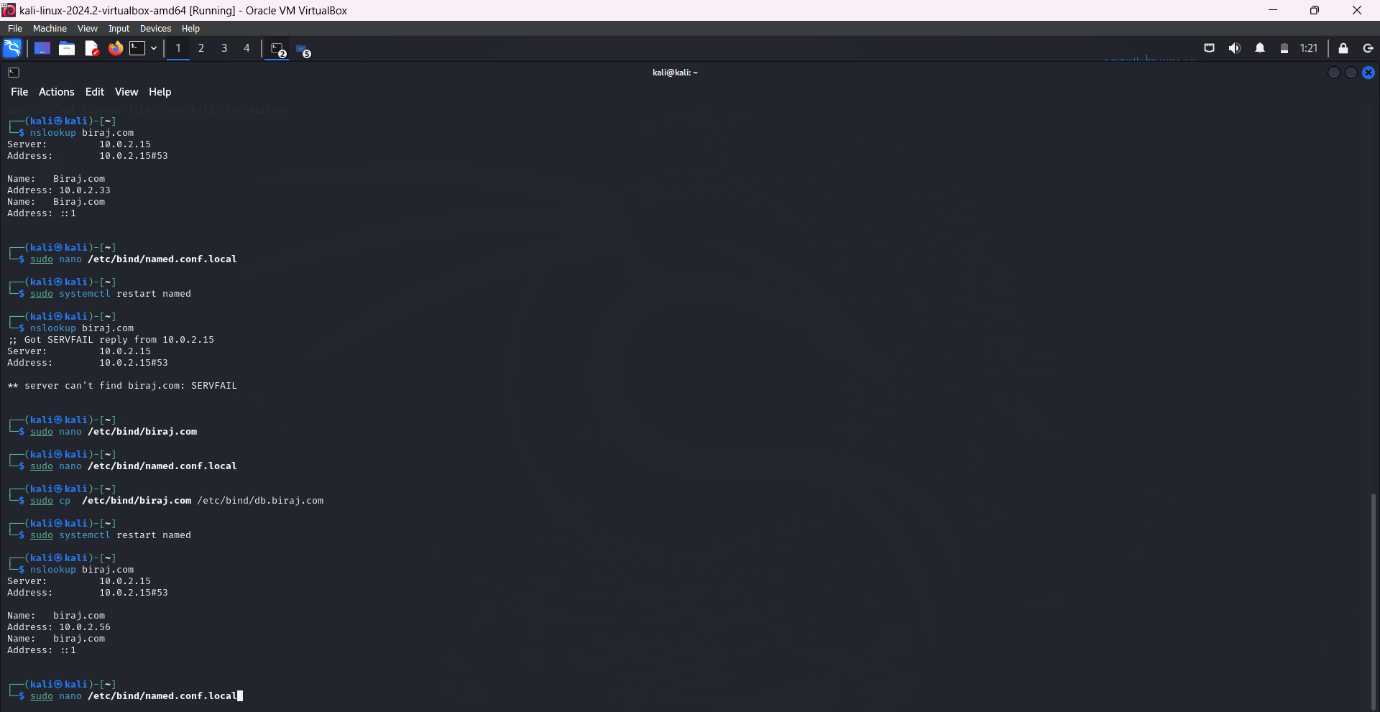 kali-linux-2024.2-virtualbox-amd64 [Running] - Oracle VM VirtualBox
File Machine View Input Devices Help
1 2 3 4 2 5 1:21
kali@kali: ~
File Actions Edit View Help
┌──(kali㉿kali)-[~]
└─$ nslookup biraj.com
Server: 10.0.2.15
Address: 10.0.2.15#53
Name: Biraj.com
Address: 10.0.2.33
Name: Biraj.com
Address: ::1
┌──(kali㉿kali)-[~]
└─$ sudo nano /etc/bind/named.conf.local
┌──(kali㉿kali)-[~]
└─$ sudo systemctl restart named
┌──(kali㉿kali)-[~]
└─$ nslookup biraj.com
;; Got SERVFAIL reply from 10.0.2.15
Server: 10.0.2.15
Address: 10.0.2.15#53
** server can't find biraj.com: SERVFAIL
┌──(kali㉿kali)-[~]
└─$ sudo nano /etc/bind/biraj.com
┌──(kali㉿kali)-[~]
└─$ sudo nano /etc/bind/named.conf.local
┌──(kali㉿kali)-[~]
└─$ sudo cp /etc/bind/biraj.com /etc/bind/db.biraj.com
┌──(kali㉿kali)-[~]
└─$ sudo systemctl restart named
┌──(kali㉿kali)-[~]
└─$ nslookup biraj.com
Server: 10.0.2.15
Address: 10.0.2.15#53
Name: biraj.com
Address: 10.0.2.56
Name: biraj.com
Address: ::1
┌──(kali㉿kali)-[~]
└─$ sudo nano /etc/bind/named.conf.local